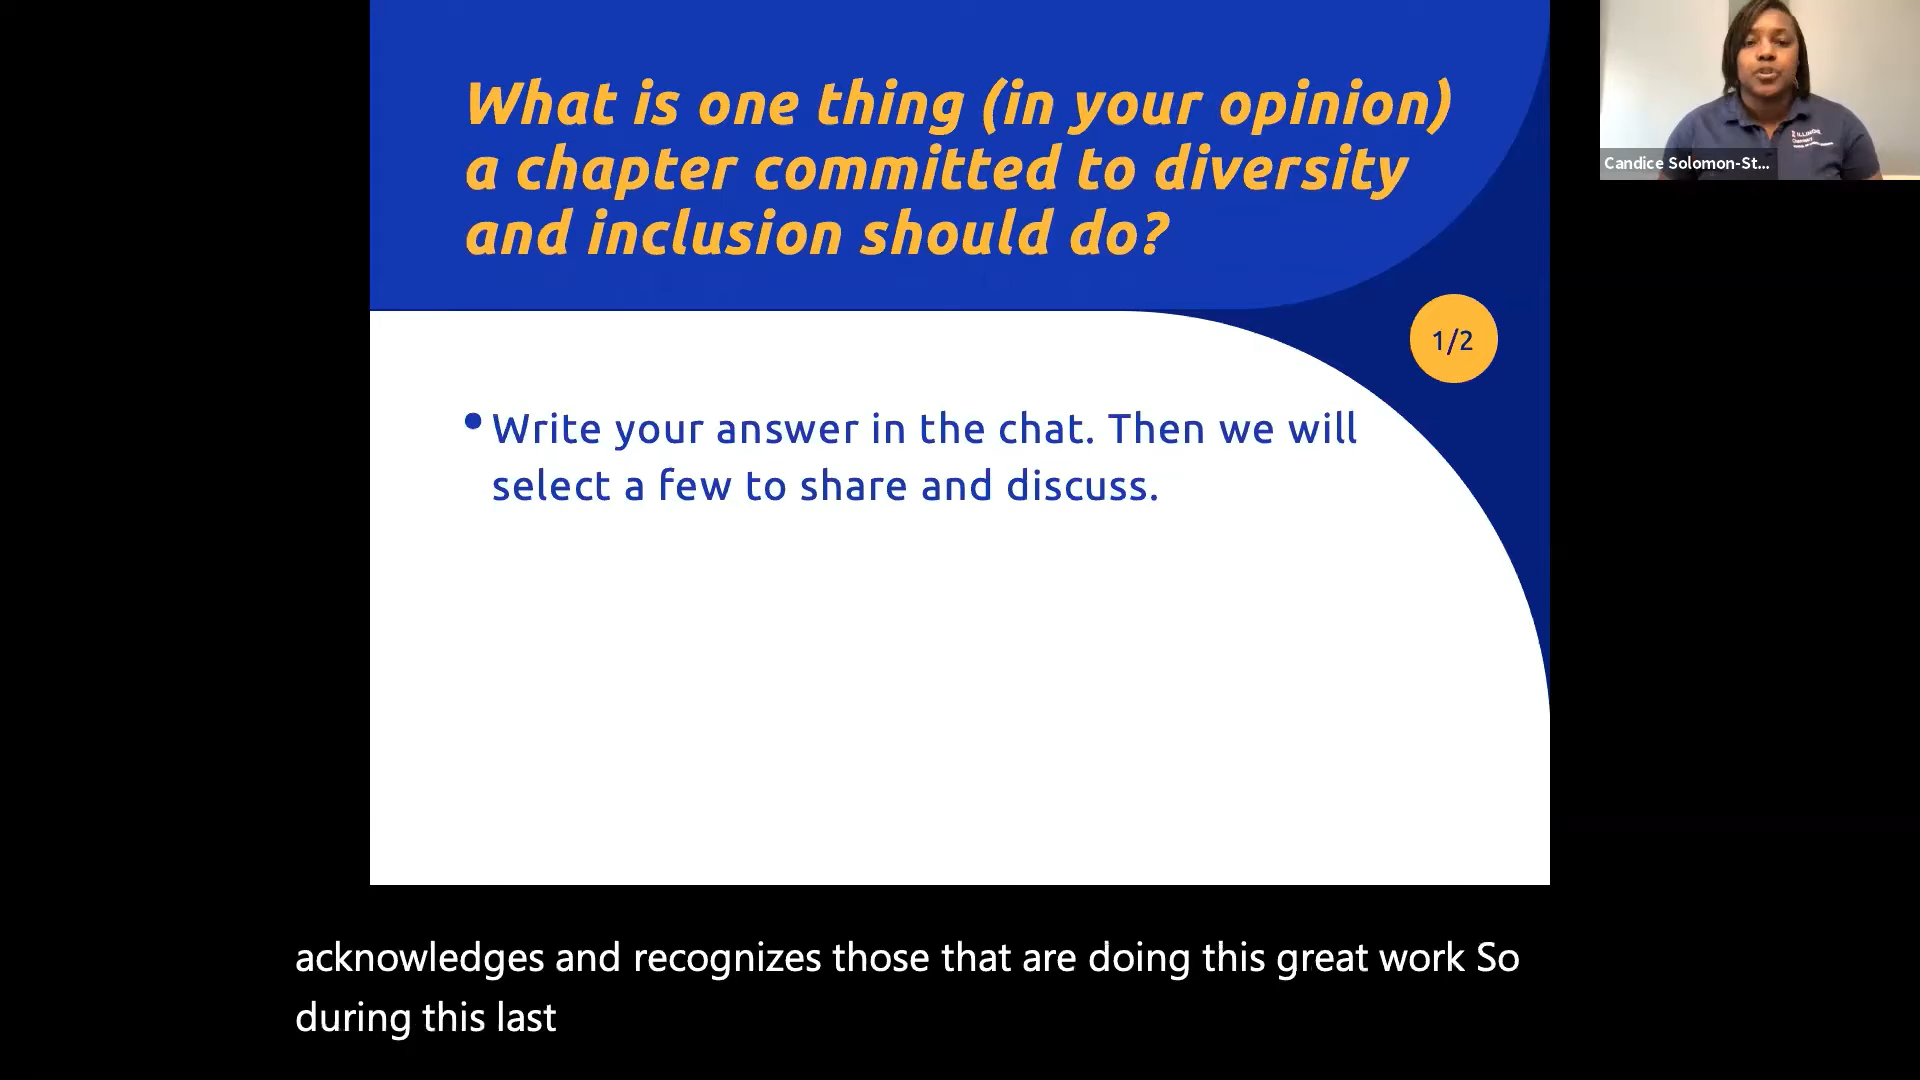 What is one thing (in your opinion)
a chapter committed to diversity
and inclusion should do?
1/2
• Write your answer in the chat. Then we will
select a few to share and discuss.
ILLINOIS
Candice Solomon-St...
acknowledges and recognizes those that are doing this great work So
during this last